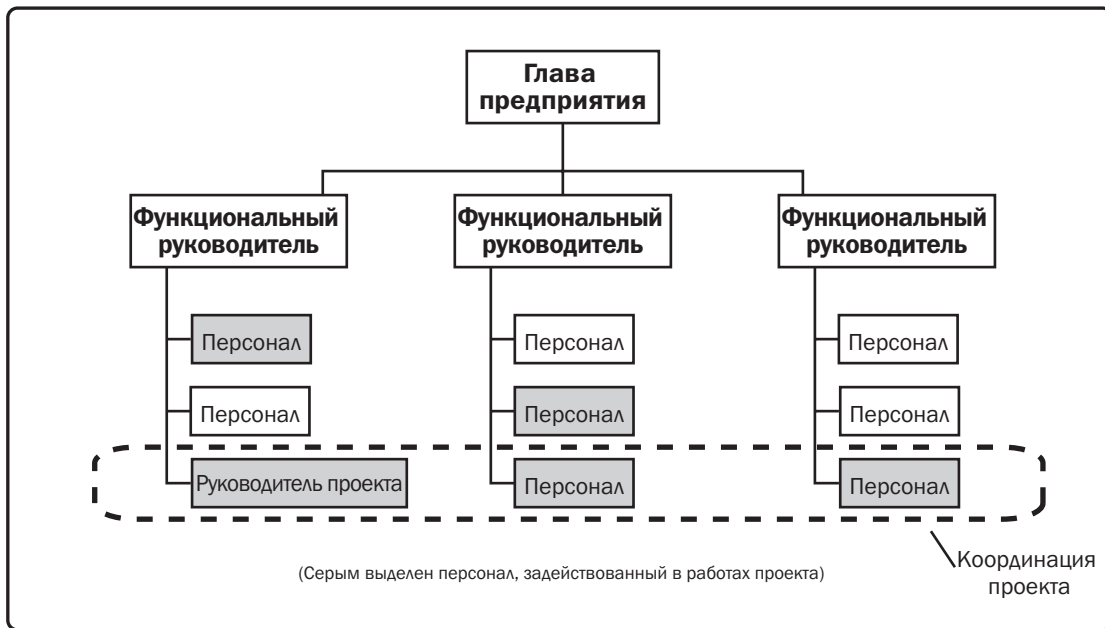 Глава
предприятия
Функциональный
руководитель
Функциональный
руководитель
Функциональный
руководитель
Персонал
Персонал
Персонал
Персонал
Персонал
Персонал
Руководитель проекта
Персонал
Персонал
(Серым выделен персонал, задействованный в работах проекта)
Координация
проекта